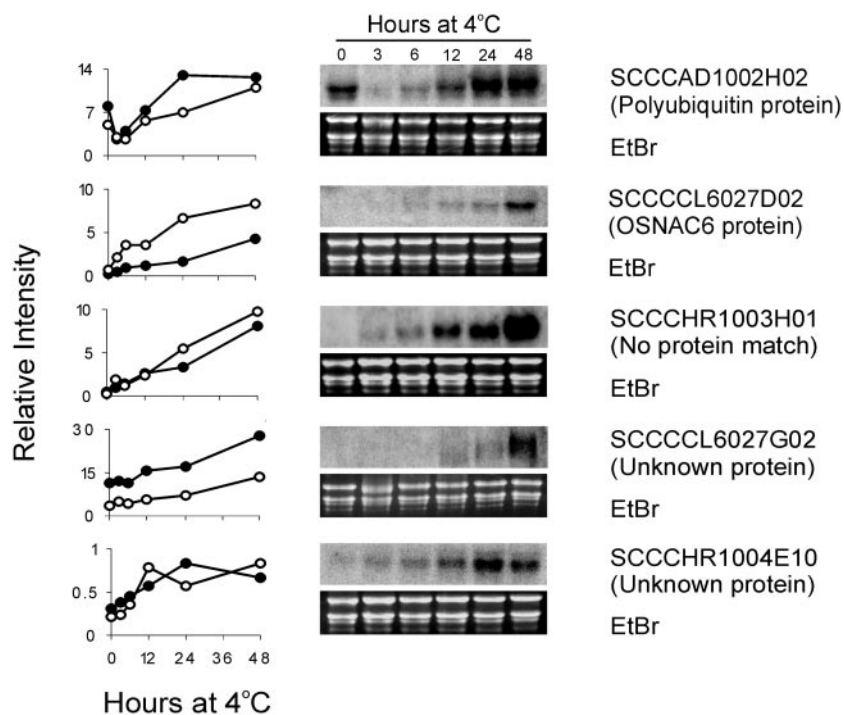 Hours at 4°C
0 3 6 12 24 48
14
7
0
SCCCAD1002H02
(Polyubiquitin protein)
EtBr
10
5
0
SCCCCL6027D02
(OSNAC6 protein)
EtBr
Relative Intensity
10
5
0
SCCCHR1003H01
(No protein match)
EtBr
30
15
0
SCCCCL6027G02
(Unknown protein)
EtBr
1
0.5
0
SCCCHR1004E10
(Unknown protein)
EtBr
0 12 24 36 48
Hours at 4°C